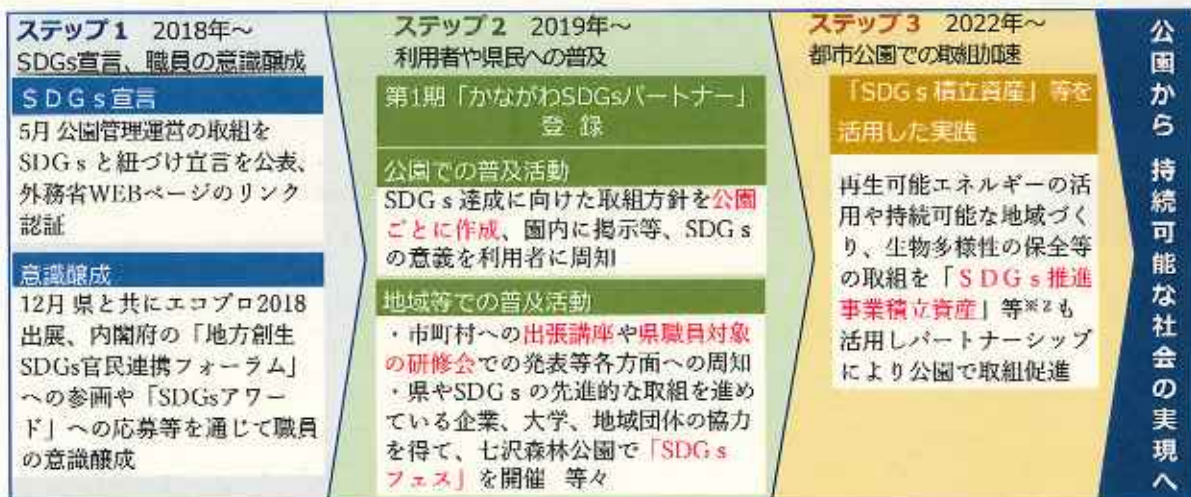 ステップ1 2018年～
SDGs宣言、職員の意識醸成
ＳＤＧｓ宣言
5月 公園管理運営の取組を
SDGｓと紐づけ宣言を公表、
外務省WEBページのリンク
認証
意識醸成
12月 県と共にエコプロ2018
出展、内閣府の「地方創生
SDGs官民連携フォーラム」
への参画や「SDGsアワー
ド」への応募等を通じて職員
の意識醸成
ステップ2 2019年～
利用者や県民への普及
第1期「かながわSDGsパートナー」
登 録
公園での普及活動
SDGｓ達成に向けた取組方針を公園
ごとに作成、園内に掲示等、SDGｓ
の意義を利用者に周知
地域等での普及活動
・市町村への出張講座や県職員対象
の研修会での発表等各方面への周知
・県やSDGｓの先進的な取組を進め
ている企業、大学、地域団体の協力
を得て、七沢森林公園で「SDGｓ
フェス」を開催 等々
ステップ3 2022年～
都市公園での取組加速
「SDGｓ積立資産」等を
活用した実践
再生可能エネルギーの活
用や持続可能な地域づく
り、生物多様性の保全等
の取組を「ＳＤＧｓ推進
事業積立資産」等※2も
活用しパートナーシップ
により公園で取組促進
公園から 持続可能な社会の実現へ